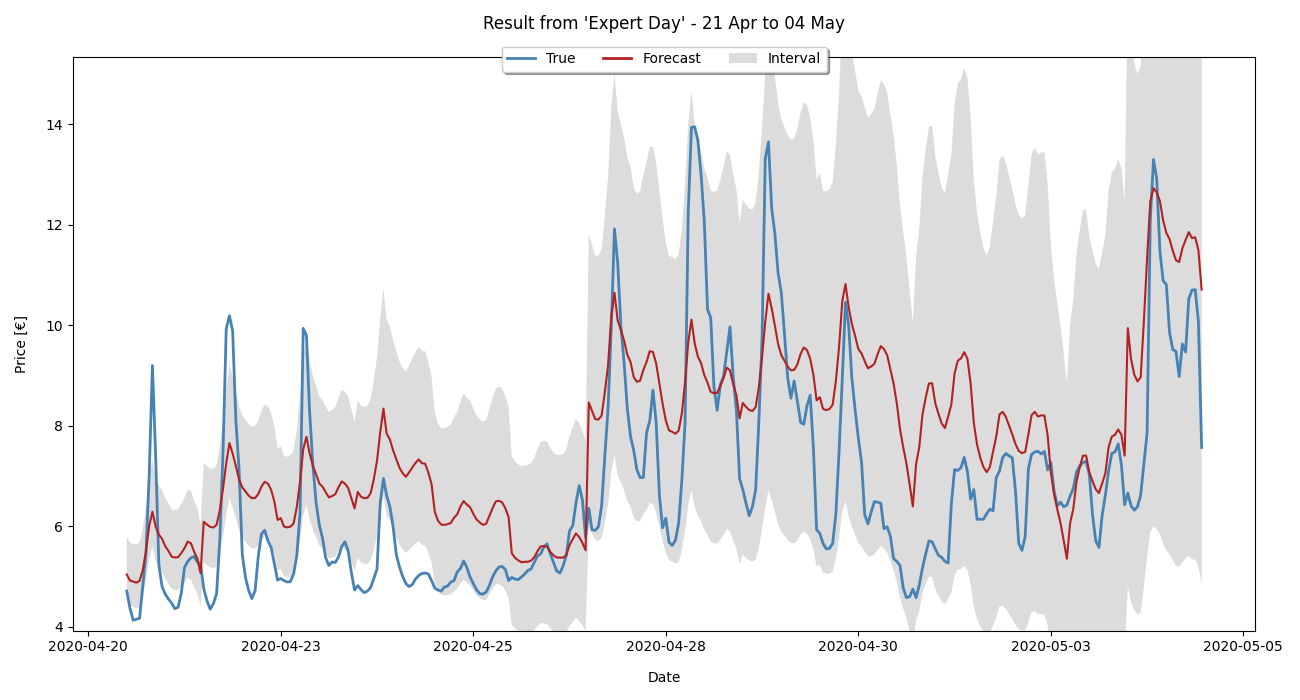 Result from 'Expert Day' - 21 Apr to 04 May
True Forecast Interval
14
12
10
8
6
4
Price [€]
2020-04-20 2020-04-23 2020-04-25 2020-04-28 2020-04-30 2020-05-03 2020-05-05
Date